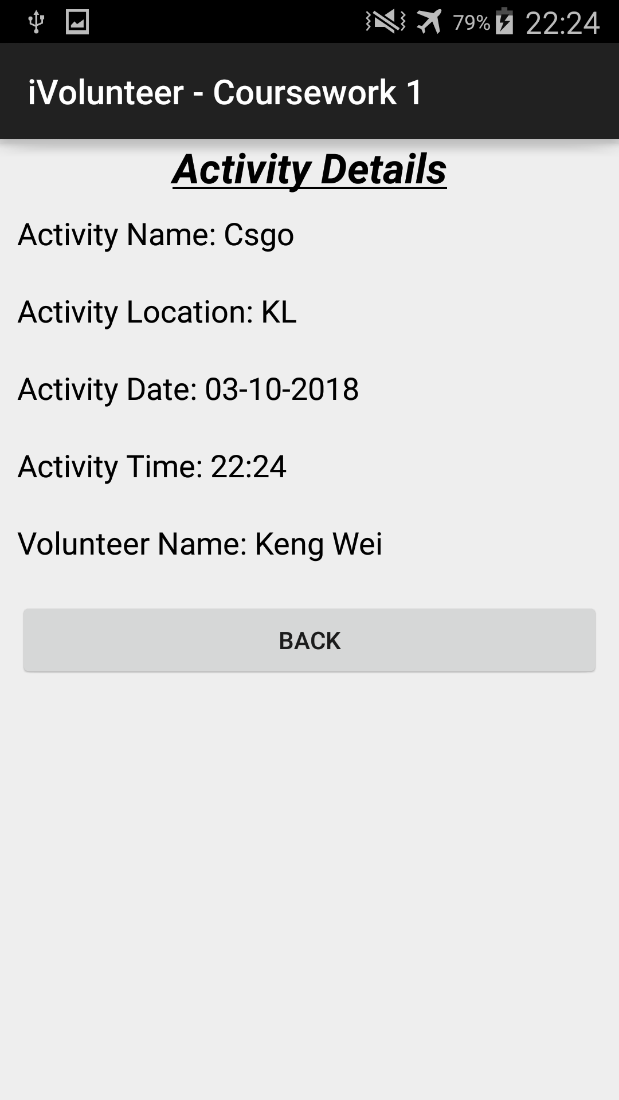 79% 22:24
iVolunteer - Coursework 1
Activity Details
Activity Name: Csgo
Activity Location: KL
Activity Date: 03-10-2018
Activity Time: 22:24
Volunteer Name: Keng Wei
BACK